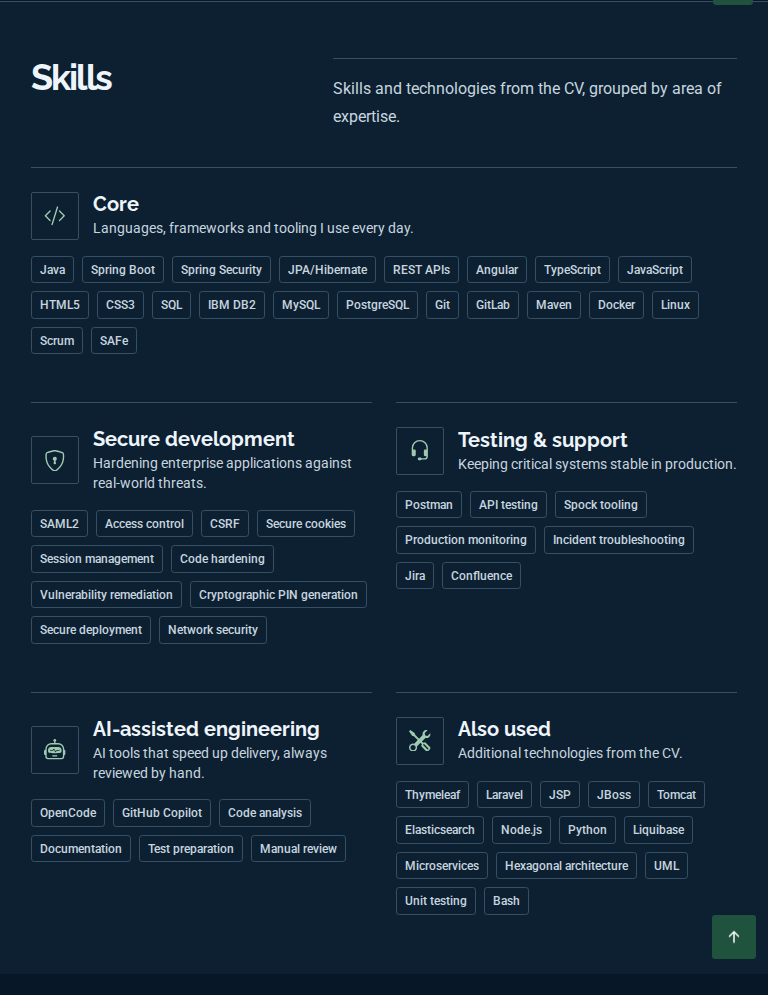 Skills
Skills and technologies from the CV, grouped by area of
expertise.
Core
Languages, frameworks and tooling I use every day.
Java Spring Boot Spring Security JPA/Hibernate REST APIs Angular TypeScript JavaScript
HTML5 CSS3 SQL IBM DB2 MySQL PostgreSQL Git GitLab Maven Docker Linux
Scrum SAFe
Secure development
Hardening enterprise applications against
real-world threats.
SAML2 Access control CSRF Secure cookies
Session management Code hardening
Vulnerability remediation Cryptographic PIN generation
Secure deployment Network security
Testing & support
Keeping critical systems stable in production.
Postman API testing Spock tooling
Production monitoring Incident troubleshooting
Jira Confluence
AI-assisted engineering
AI tools that speed up delivery, always
reviewed by hand.
OpenCode GitHub Copilot Code analysis
Documentation Test preparation Manual review
Also used
Additional technologies from the CV.
Thymeleaf Laravel JSP JBoss Tomcat
Elasticsearch Node.js Python Liquibase
Microservices Hexagonal architecture UML
Unit testing Bash